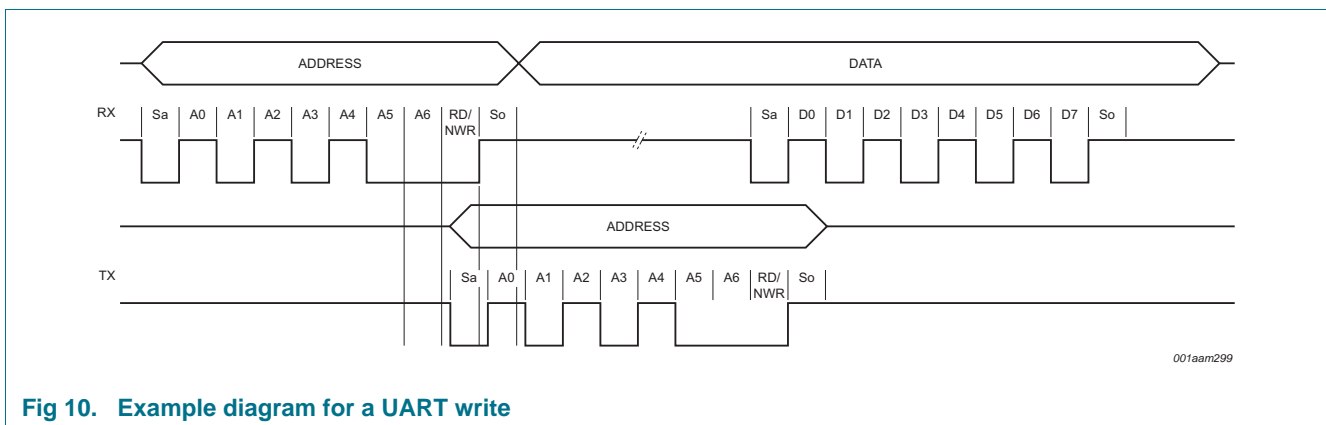 ADDRESS DATA
RX Sa A0 A1 A2 A3 A4 A5 A6 RD/ So Sa D0 D1 D2 D3 D4 D5 D6 D7 So
NWR
ADDRESS
TX Sa A0 A1 A2 A3 A4 A5 A6 RD/ So
NWR
001aam299
Fig 10. Example diagram for a UART write